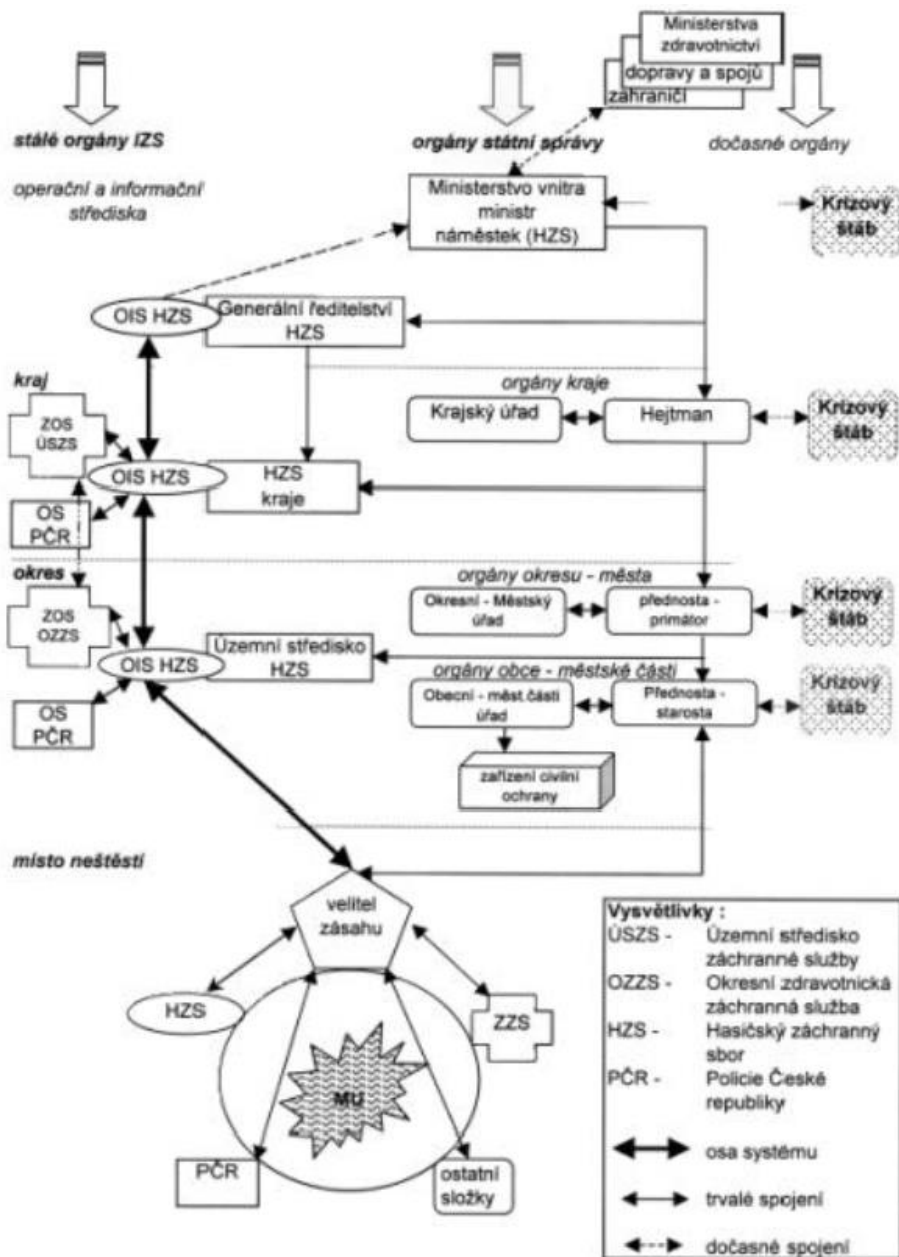 Ministerstva
zdravotnictví
dopravy a spojů
zahraničí
stálé orgány IZS
orgány státní správy
dočasné orgány
operační a informační
střediska
Ministerstvo vnitra
ministr
náměstek (HZS)
Krizový
štáb
OIS HZS
Generální ředitelství
HZS
kraj
orgány kraje
ZOS
ÚSZS
Krajský úřad
Hejtman
Krizový
štáb
OIS HZS
HZS
kraje
OS
PČR
okres
orgány okresu - města
ZOS
OZZS
Okresní - Městský
úřad
přednosta -
primátor
Krizový
štáb
OIS HZS
Územní středisko
HZS
orgány obce - městské části
OS
PČR
Obecní - měst.části
úřad
Přednosta -
starosta
Krizový
štáb
zařízení civilní
ochrany
místo neštěstí
velitel
zásahu
HZS
ZZS
MU
PČR
ostatní
složky
Vysvětlivky :
ÚSZS - Územní středisko
záchranné služby
OZZS - Okresní zdravotnická
záchranná služba
HZS - Hasičský záchranný
sbor
PČR - Policie České
republiky
osa systému
trvalé spojení
dočasné spojení